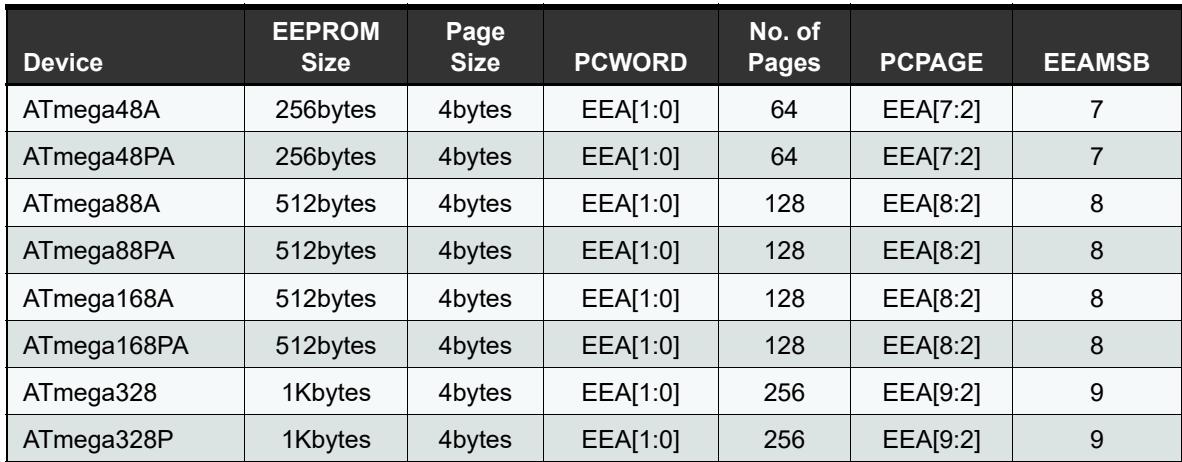 Device EEPROM Size Page Size PCWORD No. of Pages PCPAGE EEAMSB
ATmega48A 256bytes 4bytes EEA[1:0] 64 EEA[7:2] 7
ATmega48PA 256bytes 4bytes EEA[1:0] 64 EEA[7:2] 7
ATmega88A 512bytes 4bytes EEA[1:0] 128 EEA[8:2] 8
ATmega88PA 512bytes 4bytes EEA[1:0] 128 EEA[8:2] 8
ATmega168A 512bytes 4bytes EEA[1:0] 128 EEA[8:2] 8
ATmega168PA 512bytes 4bytes EEA[1:0] 128 EEA[8:2] 8
ATmega328 1Kbytes 4bytes EEA[1:0] 256 EEA[9:2] 9
ATmega328P 1Kbytes 4bytes EEA[1:0] 256 EEA[9:2] 9